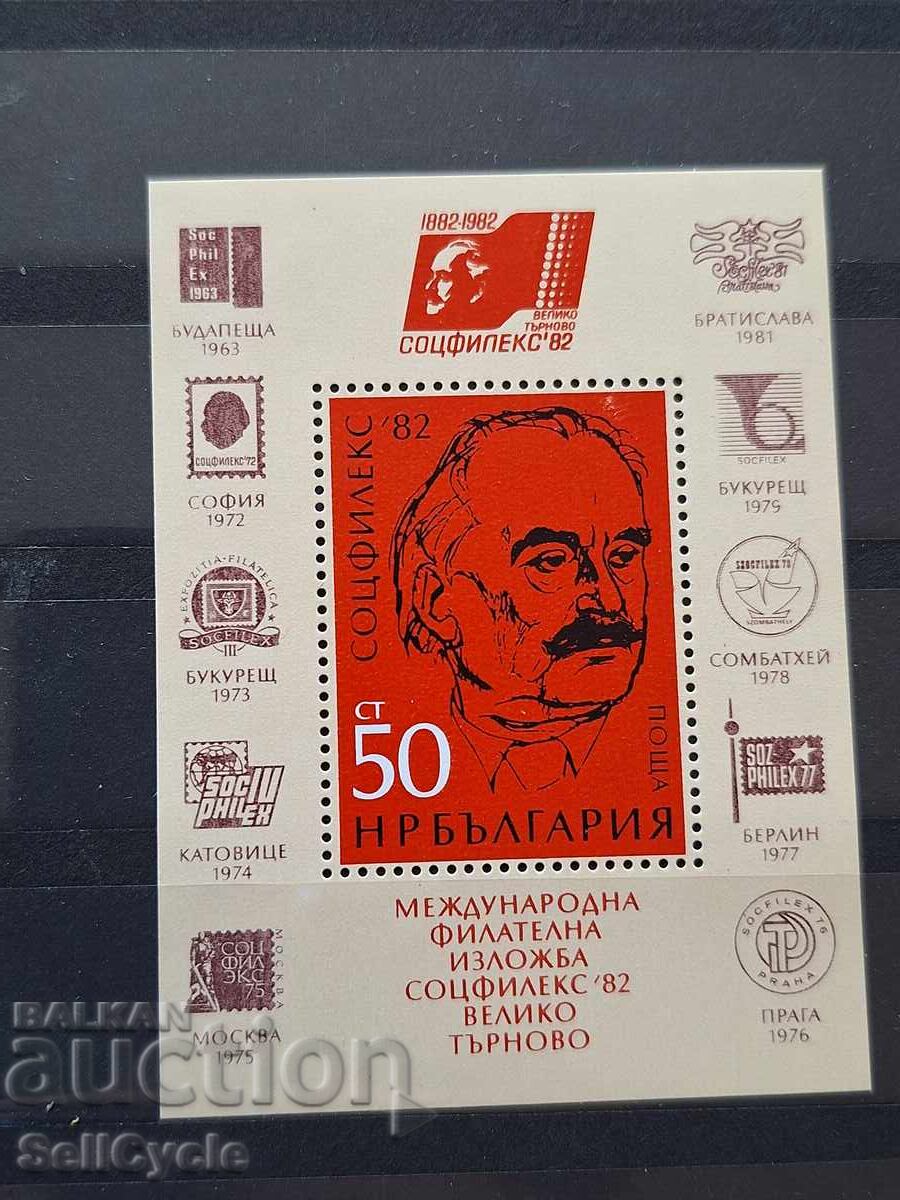 1882-1982
ВЕЛИКО
ТЪРНОВО
СОЦФИЛЕКС'82
Soc
Phil
Ex
1963
БУДАПЕЩА
1963
СОЦФИЛЕКС'72
СОФИЯ
1972
EXPOZITIA-FILATELICA
SOCFILEX
III
БУКУРЕЩ
1973
SOC IV
PHILEX
КАТОВИЦЕ
1974
СОЦ
ФИЛ
ЭКС
75
МОСКВА
МОСКВА
1975
Socfilex'81
Bratislava
БРАТИСЛАВА
1981
SOCFILEX
БУКУРЕЩ
1979
SZOCFILEX 78
SZOMBATHELY
СОМБАТХЕЙ
1978
SOZ
PHILEX 77
БЕРЛИН
1977
SOCFILEX 76
PRAHA
ПРАГА
1976
СОЦФИЛЕКС '82
СТ
50
ПОЩА
НРБЪЛГАРИЯ
МЕЖДУНАРОДНА
ФИЛАТЕЛНА
ИЗЛОЖБА
СОЦФИЛЕКС '82
ВЕЛИКО
ТЪРНОВО
BALKAN
auction
SellCycle